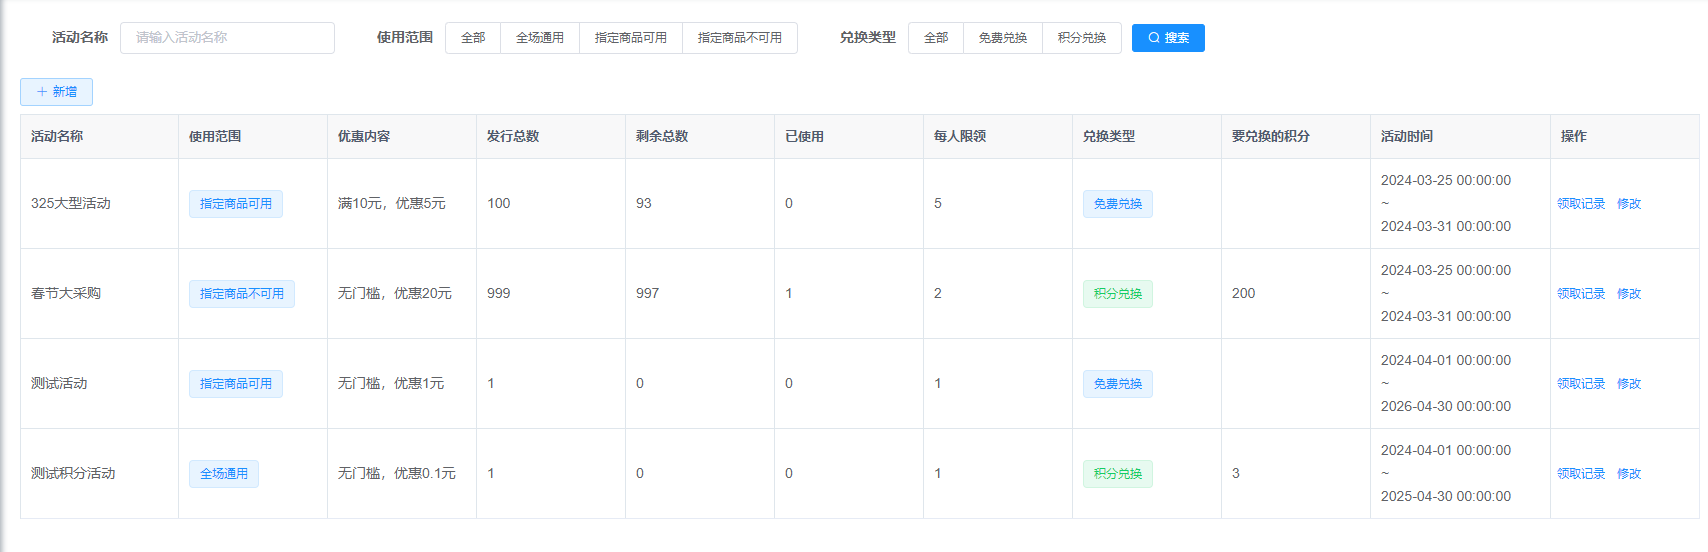 活动名称 请输入活动名称 使用范围 全部 全场通用 指定商品可用 指定商品不可用 兑换类型 全部 免费兑换 积分兑换 搜索
新增
活动名称 使用范围 优惠内容 发行总数 剩余总数 已使用 每人限领 兑换类型 要兑换的积分 活动时间 操作
325大型活动 指定商品可用 满10元，优惠5元 100 93 0 5 免费兑换 2024-03-25 00:00:00
~
2024-03-31 00:00:00 领取记录 修改
春节大采购 指定商品不可用 无门槛，优惠20元 999 997 1 2 积分兑换 200 2024-03-25 00:00:00
~
2024-03-31 00:00:00 领取记录 修改
测试活动 指定商品可用 无门槛，优惠1元 1 0 0 1 免费兑换 2024-04-01 00:00:00
~
2026-04-30 00:00:00 领取记录 修改
测试积分活动 全场通用 无门槛，优惠0.1元 1 0 0 1 积分兑换 3 2024-04-01 00:00:00
~
2025-04-30 00:00:00 领取记录 修改